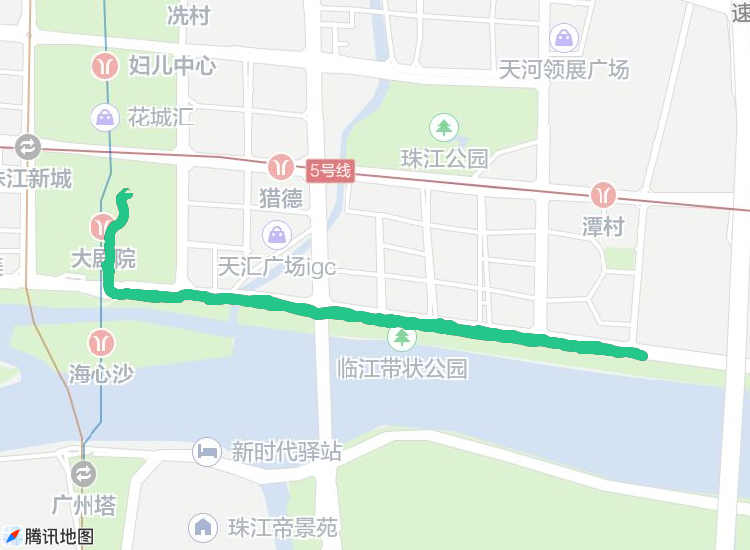 冼村
速
妇儿中心
天河领展广场
花城汇
珠江公园
珠江新城
5号线
猎德
潭村
大剧院
天汇广场igc
海心沙
临江带状公园
新时代驿站
广州塔
珠江帝景苑
腾讯地图